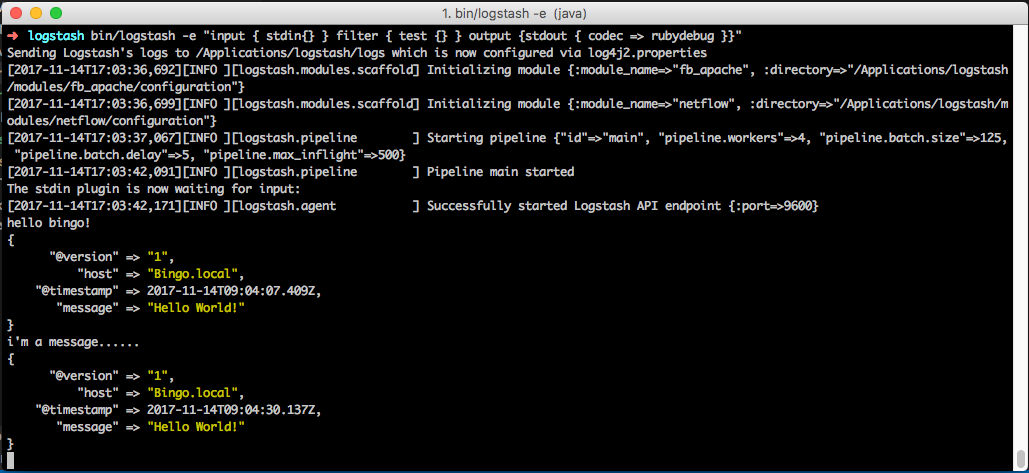 1. bin/logstash -e (java)
➜ logstash bin/logstash -e "input { stdin{} } filter { test {} } output {stdout { codec => rubydebug }}"
Sending Logstash's logs to /Applications/logstash/logs which is now configured via log4j2.properties
[2017-11-14T17:03:36,692][INFO ][logstash.modules.scaffold] Initializing module {:module_name=>"fb_apache", :directory=>"/Applications/logstash
/modules/fb_apache/configuration"}
[2017-11-14T17:03:36,699][INFO ][logstash.modules.scaffold] Initializing module {:module_name=>"netflow", :directory=>"/Applications/logstash/m
odules/netflow/configuration"}
[2017-11-14T17:03:37,067][INFO ][logstash.pipeline        ] Starting pipeline {"id"=>"main", "pipeline.workers"=>4, "pipeline.batch.size"=>125,
 "pipeline.batch.delay"=>5, "pipeline.max_inflight"=>500}
[2017-11-14T17:03:42,091][INFO ][logstash.pipeline        ] Pipeline main started
The stdin plugin is now waiting for input:
[2017-11-14T17:03:42,171][INFO ][logstash.agent           ] Successfully started Logstash API endpoint {:port=>9600}
hello bingo!
{
      "@version" => "1",
          "host" => "Bingo.local",
    "@timestamp" => 2017-11-14T09:04:07.409Z,
       "message" => "Hello World!"
}
i'm a message......
{
      "@version" => "1",
          "host" => "Bingo.local",
    "@timestamp" => 2017-11-14T09:04:30.137Z,
       "message" => "Hello World!"
}